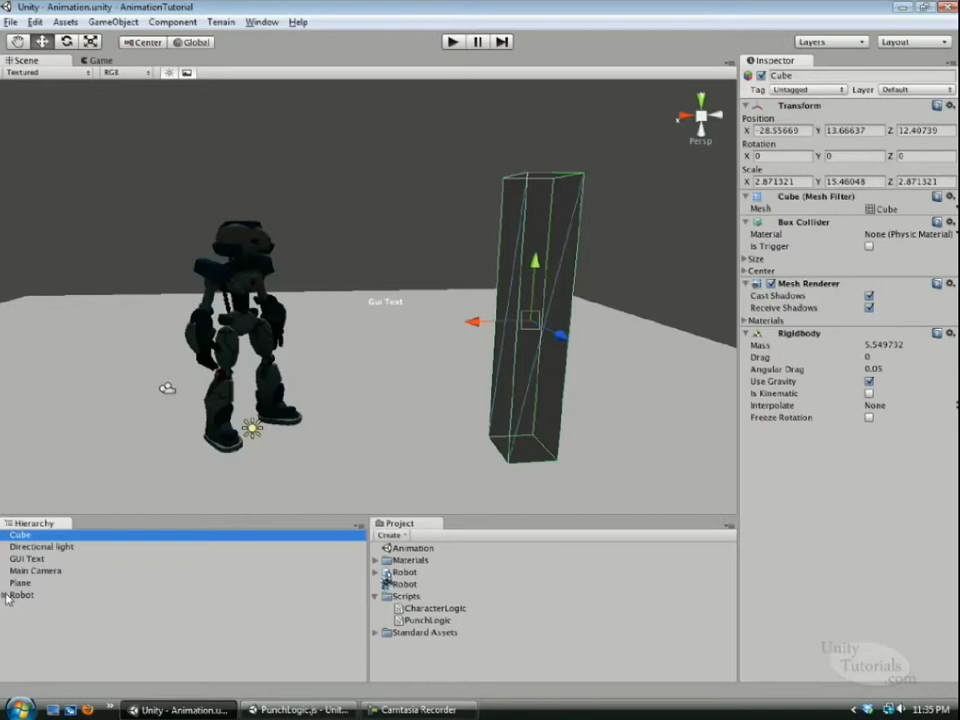 Unity - Animation.unity - AnimationTutorial
File Edit Assets GameObject Component Terrain Window Help
Center Global Layers Layout
Scene Game
Textured RGB
Persp
Gui Text
Inspector
Cube
Tag Untagged Layer Default
Transform
Position
X -28.55669 Y 13.66637 Z 12.40739
Rotation
X 0 Y 0 Z 0
Scale
X 2.871321 Y 15.46048 Z 2.871321
Cube (Mesh Filter)
Mesh Cube
Box Collider
Material None (Physic Material)
Is Trigger
Size
Center
Mesh Renderer
Cast Shadows
Receive Shadows
Materials
Rigidbody
Mass 5.549732
Drag 0
Angular Drag 0.05
Use Gravity
Is Kinematic
Interpolate None
Freeze Rotation
Hierarchy
Cube
Directional light
GUI Text
Main Camera
Plane
Robot
Project
Create
Animation
Materials
Robot
Robot
Scripts
CharacterLogic
PunchLogic
Standard Assets
Unity
Tutorials
.com
Unity - Animation.u... PunchLogic.js - Unit... Camtasia Recorder 11:35 PM